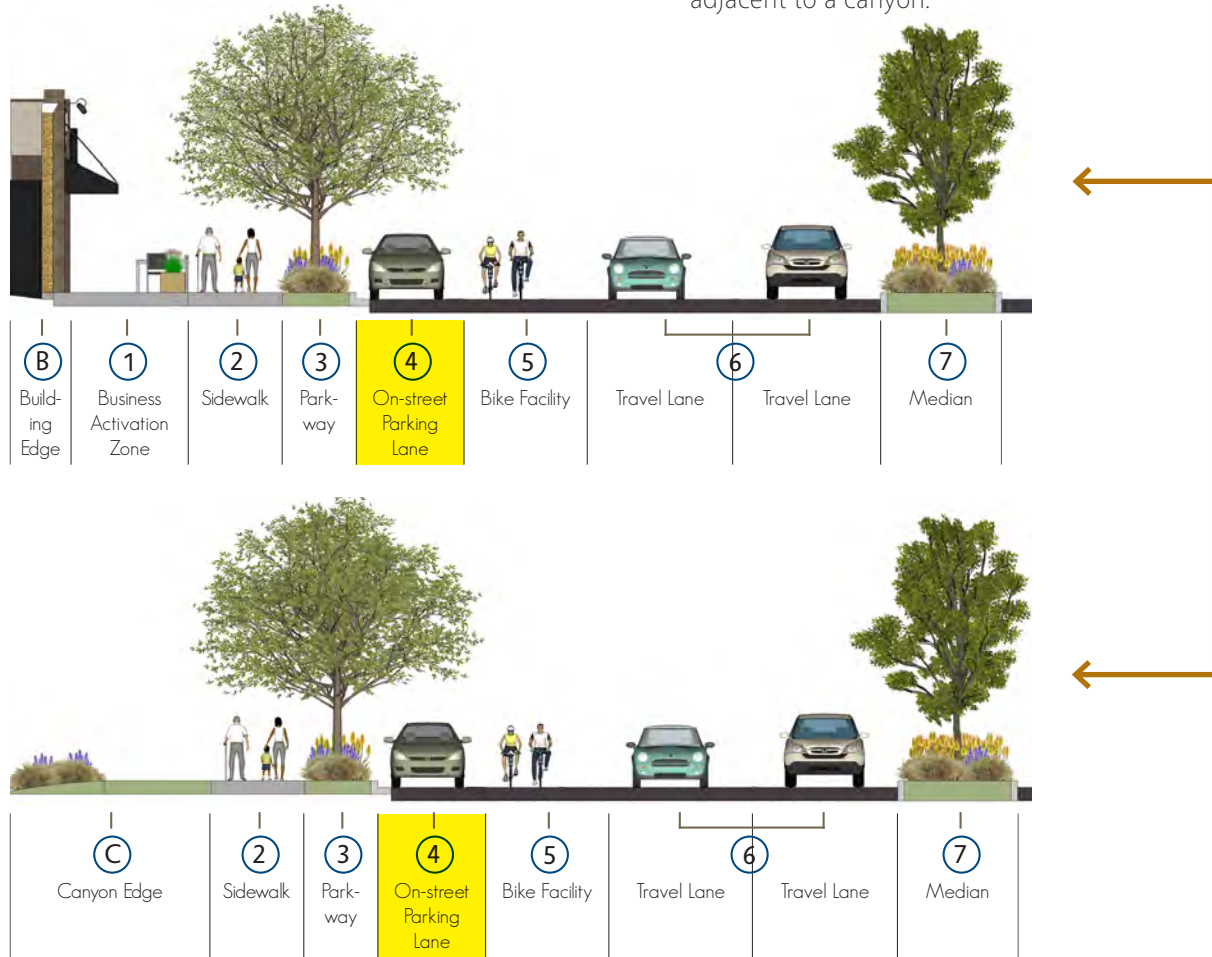 adjacent to a canyon.
B 1 2 3 4 5 6 7
Build- Business Sidewalk Park- On-street Bike Facility Travel Lane Travel Lane Median
ing Activation way Parking
Edge Zone Lane
C 2 3 4 5 6 7
Canyon Edge Sidewalk Park- On-street Bike Facility Travel Lane Travel Lane Median
way Parking
Lane